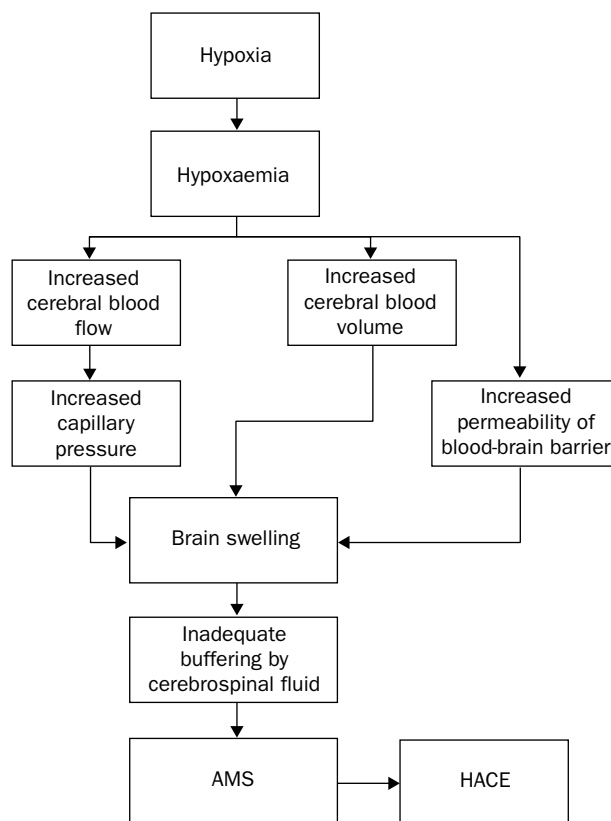 Hypoxia
Hypoxaemia
Increased
cerebral blood
flow
Increased
cerebral blood
volume
Increased
capillary
pressure
Increased
permeability of
blood-brain barrier
Brain swelling
Inadequate
buffering by
cerebrospinal fluid
AMS
HACE